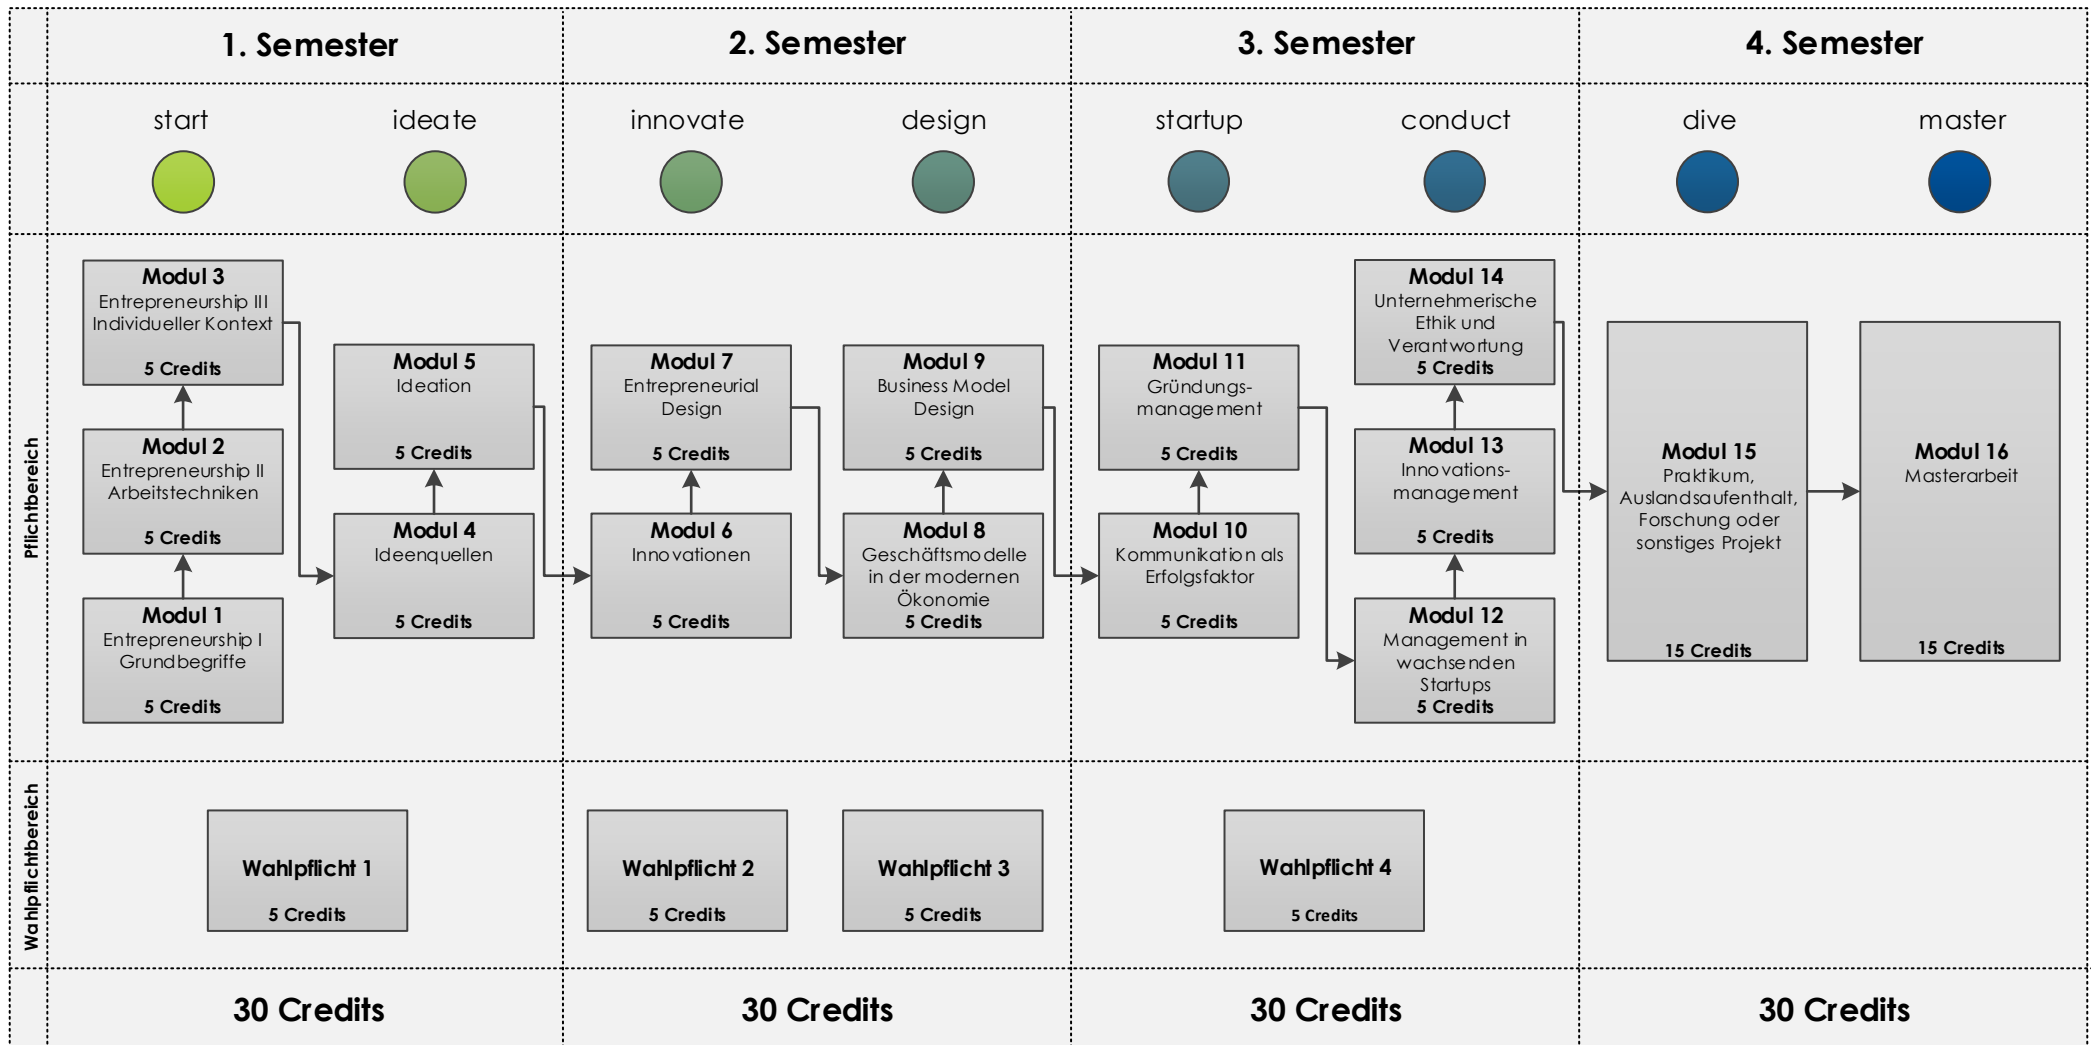 1. Semester
2. Semester
3. Semester
4. Semester
start
ideate
innovate
design
startup
conduct
dive
master
Pflichtbereich
Modul 3
Entrepreneurship III
Individueller Kontext
5 Credits
Modul 2
Entrepreneurship II
Arbeitstechniken
5 Credits
Modul 1
Entrepreneurship I
Grundbegriffe
5 Credits
Modul 5
Ideation
5 Credits
Modul 4
Ideenquellen
5 Credits
Modul 7
Entrepreneurial
Design
5 Credits
Modul 6
Innovationen
5 Credits
Modul 9
Business Model
Design
5 Credits
Modul 8
Geschäftsmodelle
in der modernen
Ökonomie
5 Credits
Modul 11
Gründungs-
management
5 Credits
Modul 10
Kommunikation als
Erfolgsfaktor
5 Credits
Modul 14
Unternehmerische
Ethik und
Verantwortung
5 Credits
Modul 13
Innovations-
management
5 Credits
Modul 12
Management in
wachsenden
Startups
5 Credits
Modul 15
Praktikum,
Auslandsaufenthalt,
Forschung oder
sonstiges Projekt
15 Credits
Modul 16
Masterarbeit
15 Credits
Wahlpflichtbereich
Wahlpflicht 1
5 Credits
Wahlpflicht 2
5 Credits
Wahlpflicht 3
5 Credits
Wahlpflicht 4
5 Credits
30 Credits
30 Credits
30 Credits
30 Credits